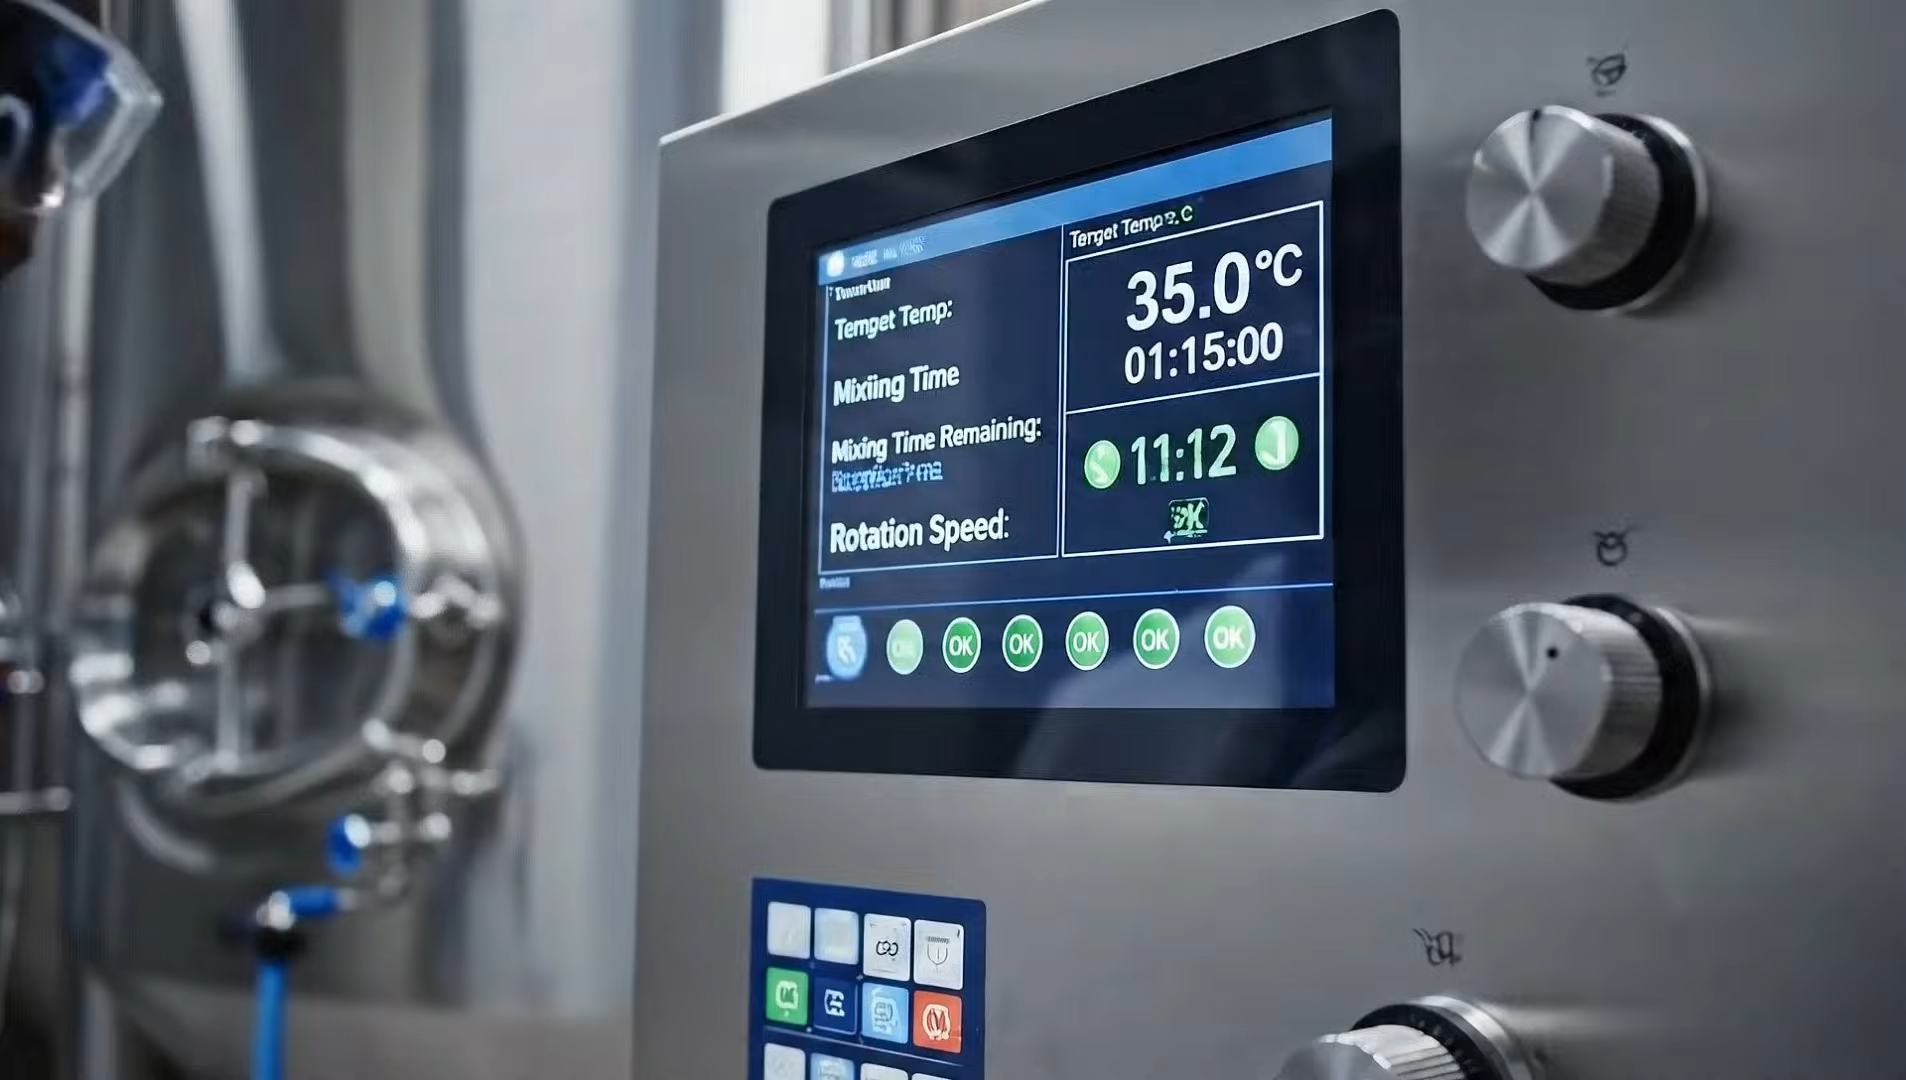 Temget Temp:
Mixiing Time
Mixing Time Remaining:
Rotation Speed:
Terget Temp
35.0°C
01:15:00
11:12
OK OK OK OK OK